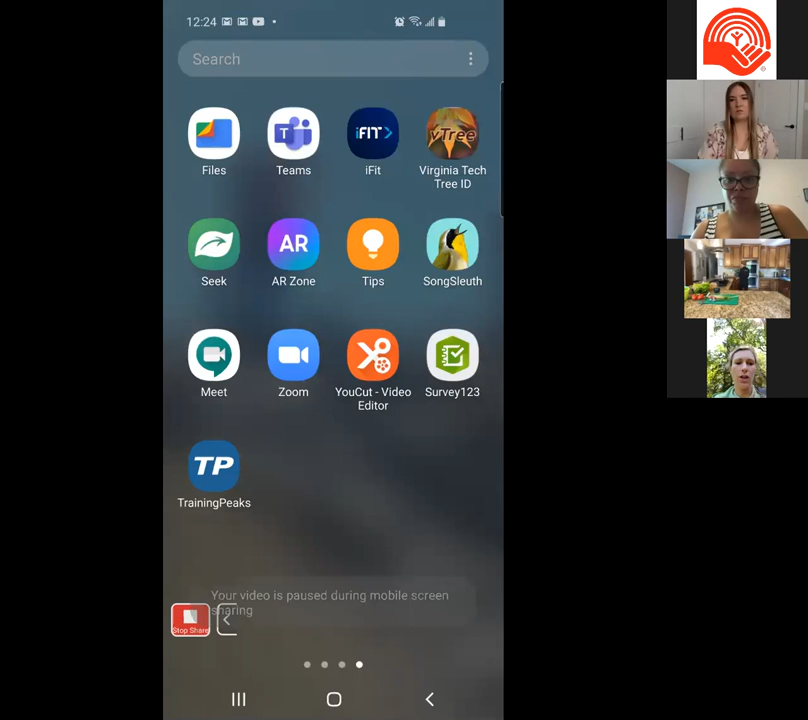 12:24
Search
Files
Teams
iFIT
iFit
vTree
Virginia Tech
Tree ID
Seek
AR
AR Zone
Tips
SongSleuth
Meet
Zoom
YouCut - Video
Editor
Survey123
TP
TrainingPeaks
Your video is paused during mobile screen
sharing
Stop Share